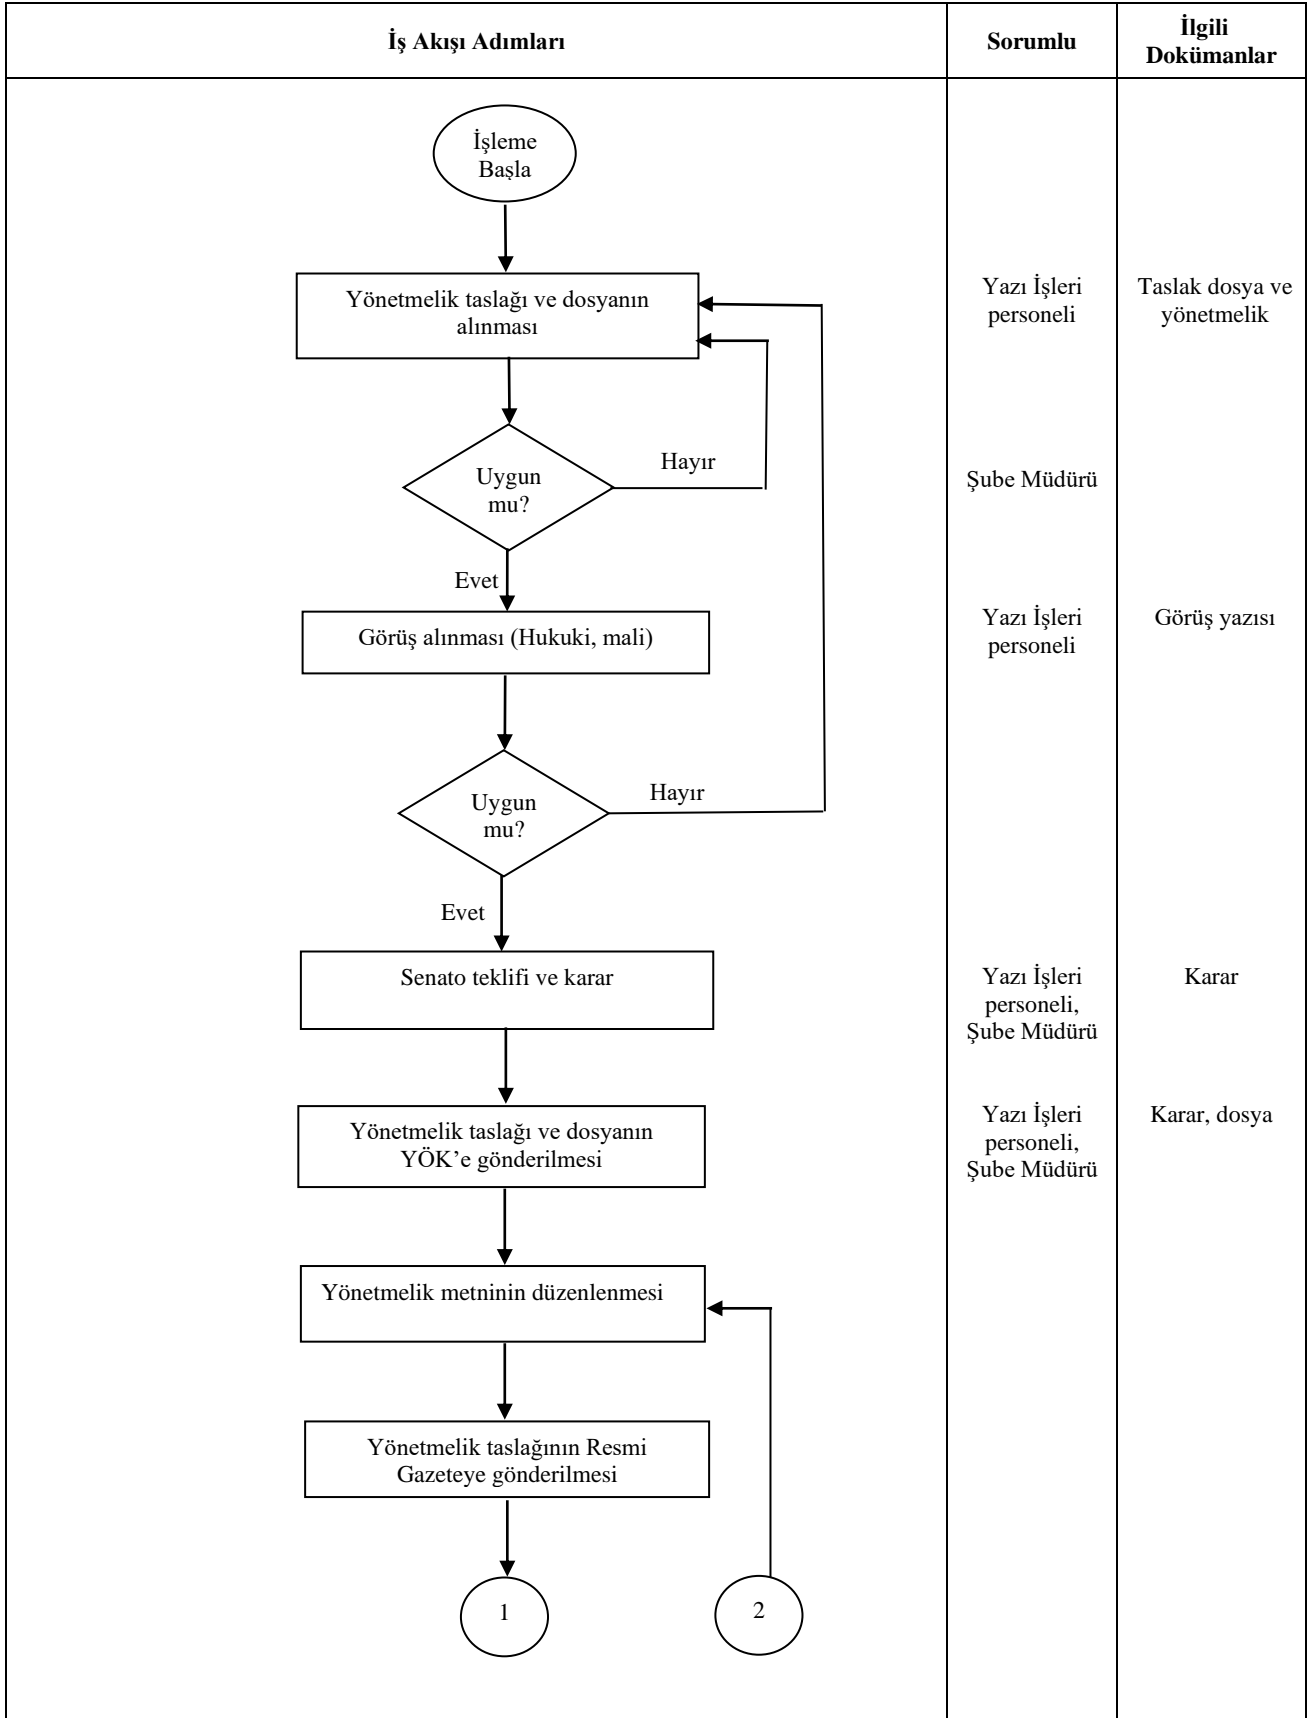 İş Akışı Adımları
Sorumlu
İlgili
Dokümanlar
İşleme
Başla
Yönetmelik taslağı ve dosyanın
alınması
Yazı İşleri
personeli
Taslak dosya ve
yönetmelik
Uygun
mu?
Hayır
Şube Müdürü
Evet
Görüş alınması (Hukuki, mali)
Yazı İşleri
personeli
Görüş yazısı
Uygun
mu?
Hayır
Evet
Senato teklifi ve karar
Yazı İşleri
personeli,
Şube Müdürü
Karar
Yönetmelik taslağı ve dosyanın
YÖK’e gönderilmesi
Yazı İşleri
personeli,
Şube Müdürü
Karar, dosya
Yönetmelik metninin düzenlenmesi
Yönetmelik taslağının Resmi
Gazeteye gönderilmesi
1
2